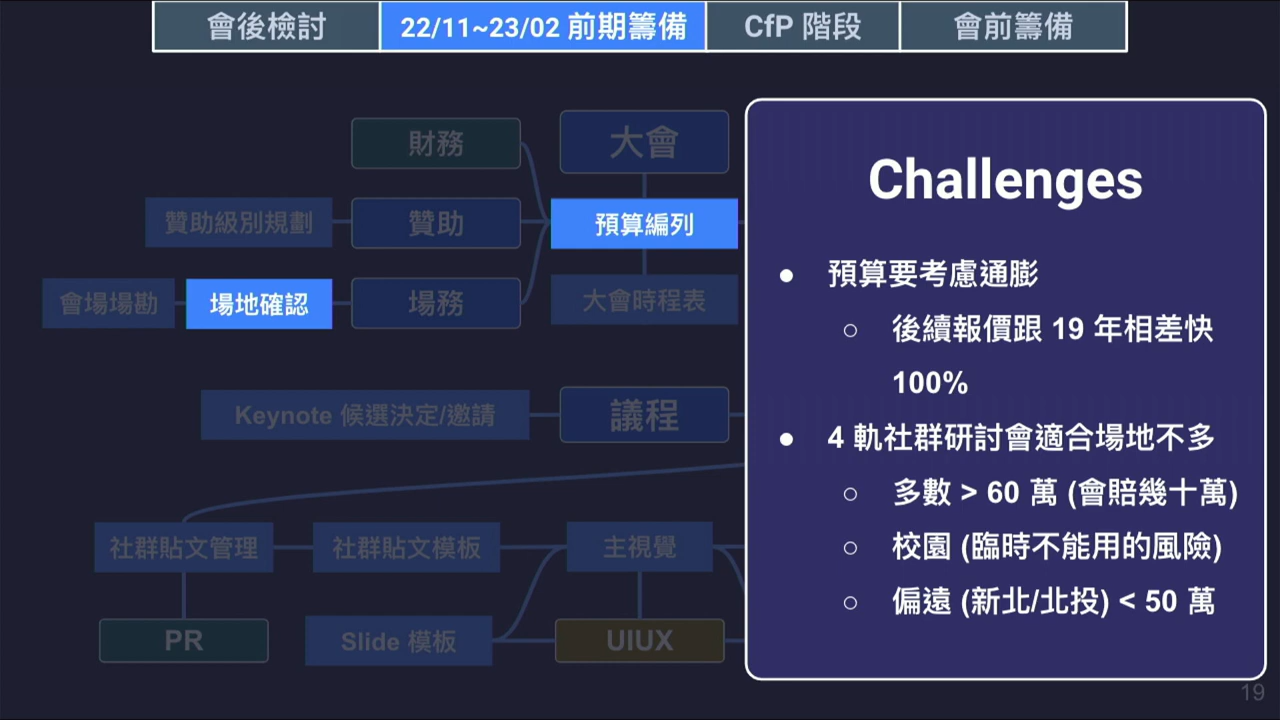 會後檢討
22/11~23/02 前期籌備
CfP 階段
會前籌備
財務
大會
贊助級別規劃
贊助
預算編列
會場場勘
場地確認
場務
大會時程表
Keynote 候選決定/邀請
議程
社群貼文管理
社群貼文模板
主視覺
PR
Slide 模板
UIUX
Challenges
● 預算要考慮通膨
○ 後續報價跟 19 年相差快
100%
● 4 軌社群研討會適合場地不多
○ 多數 > 60 萬 (會賠幾十萬)
○ 校園 (臨時不能用的風險)
○ 偏遠 (新北/北投) < 50 萬
19